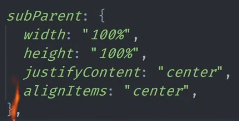 subParent: {
width: "100%",
height: "100%",
justifyContent: "center",
alignItems: "center",
},